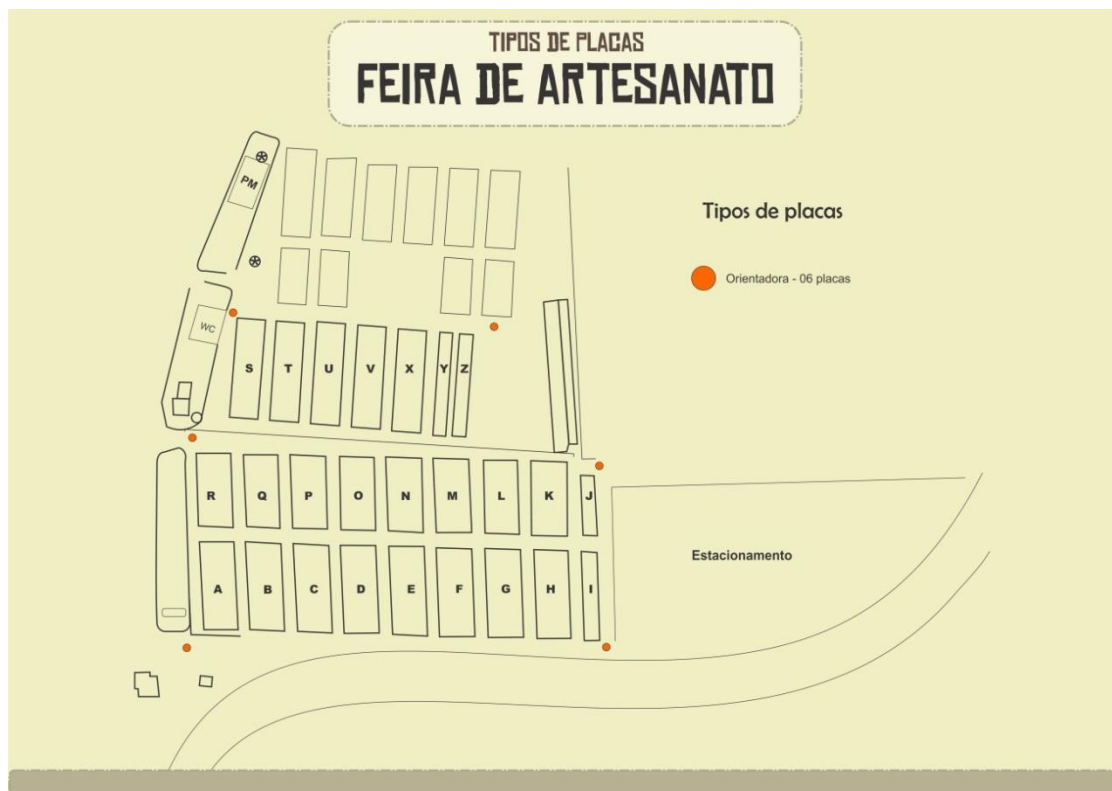 TIPOS DE PLACAS
FEIRA DE ARTESANATO
Tipos de placas
Orientadora - 06 placas
PM
WC
S T U V X Y Z
R Q P O N M L K J
Estacionamento
A B C D E F G H I